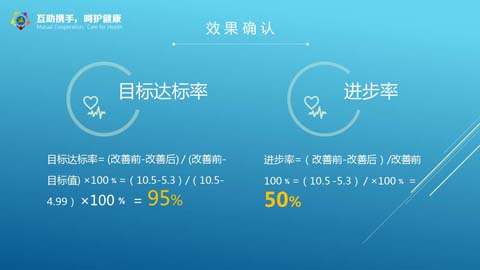 互助携手，呵护健康
Mutual Cooperation, Care for Health
效果确认
目标达标率
进步率
目标达标率= (改善前-改善后) / (改善前-
目标值) ×100﹪=（10.5-5.3）/（10.5-
4.99） ×100﹪ = 95%
进步率=（改善前-改善后）/改善前
100﹪=（10.5-5.3）/ ×100﹪ =
50%